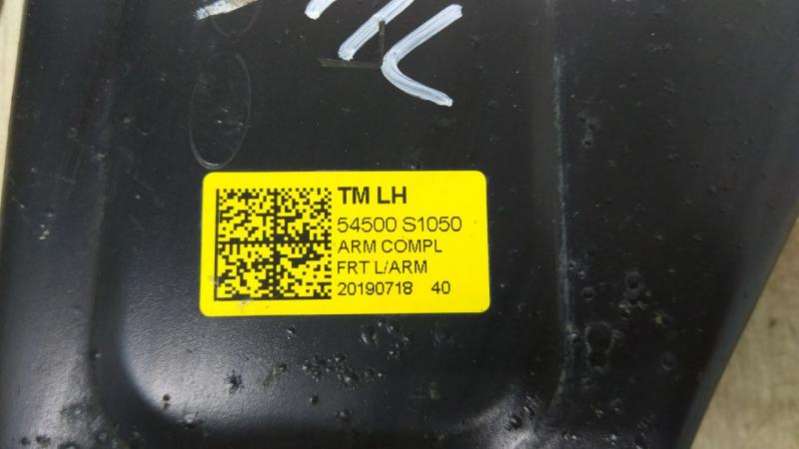 TM LH
54500 S1050
ARM COMPL
FRT L/ARM
20190718 40